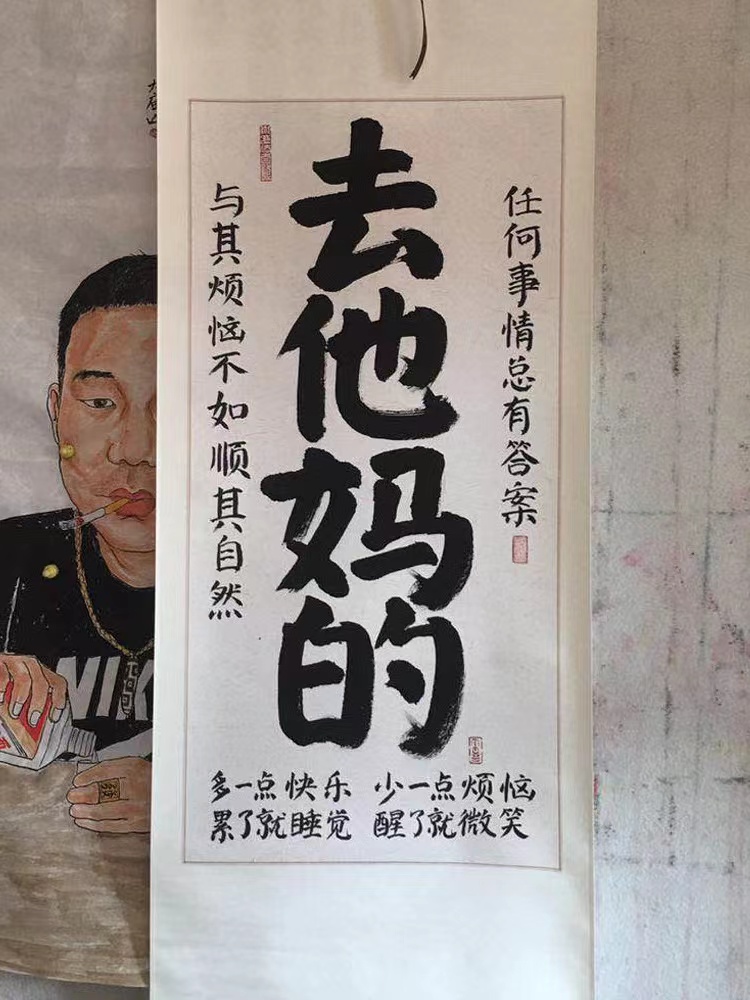 任何事情总有答案
去他妈的
与其烦恼不如顺其自然
多一点快乐 少一点烦恼
累了就睡觉 醒了就微笑
NIK